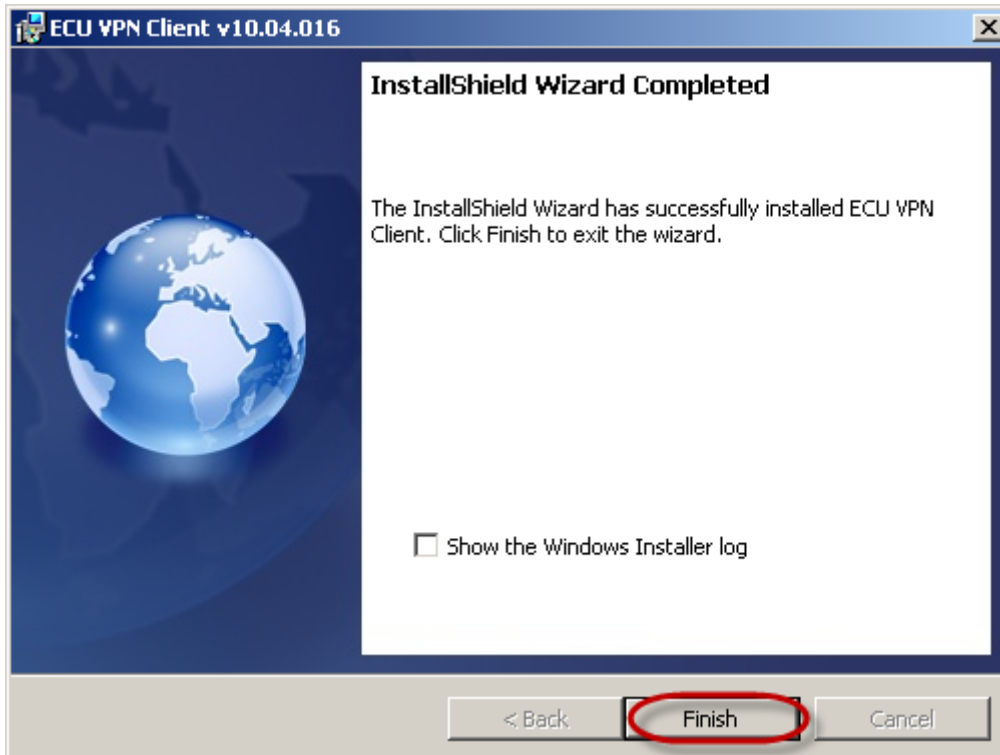 ECU VPN Client v10.04.016
InstallShield Wizard Completed
The InstallShield Wizard has successfully installed ECU VPN
Client. Click Finish to exit the wizard.
Show the Windows Installer log
< Back
Finish
Cancel